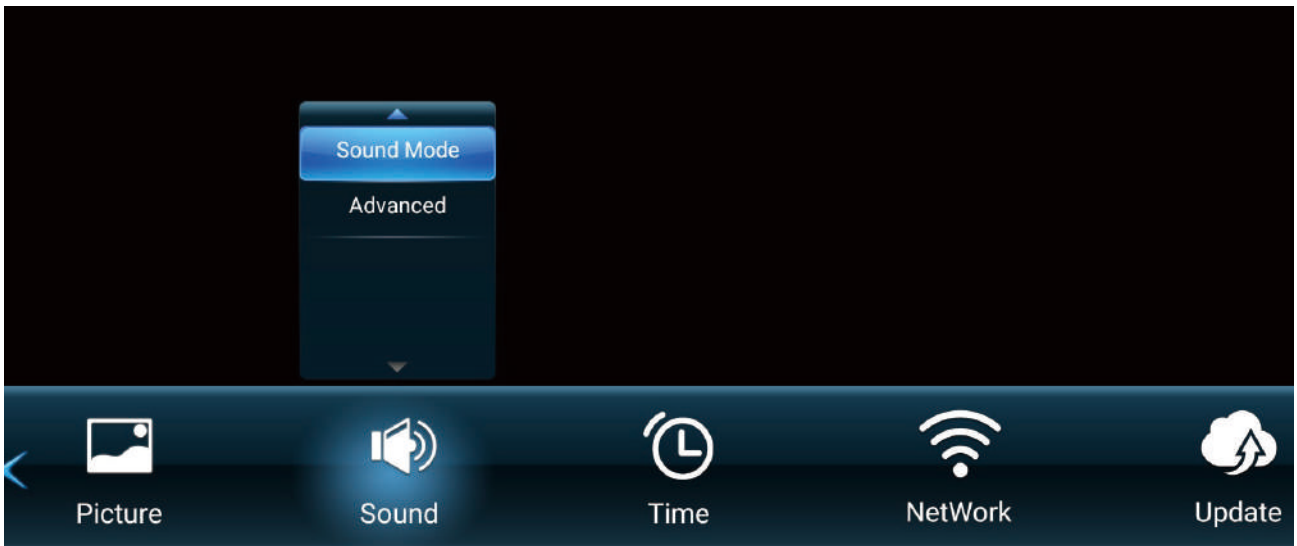 Sound Mode
Advanced
Picture
Sound
Time
NetWork
Update